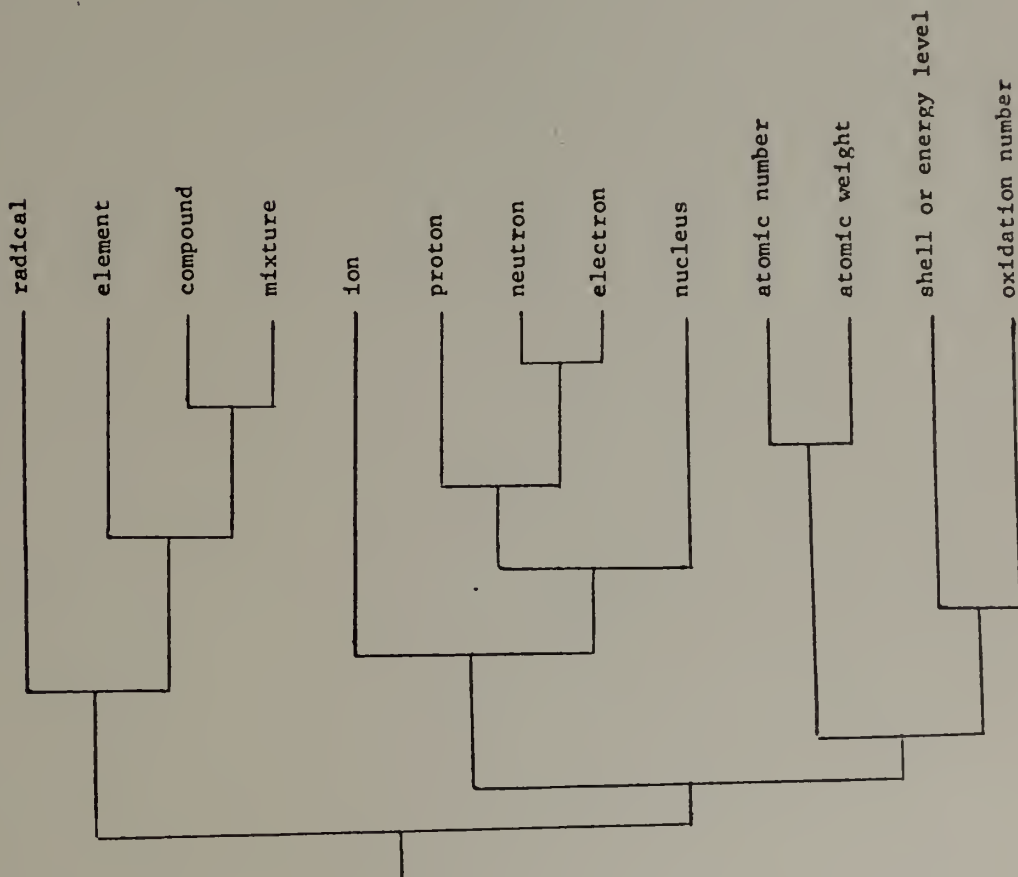 radical
element
compound
mixture
ion
proton
neutron
electron
nucleus
atomic number
atomic weight
shell or energy level
oxidation number